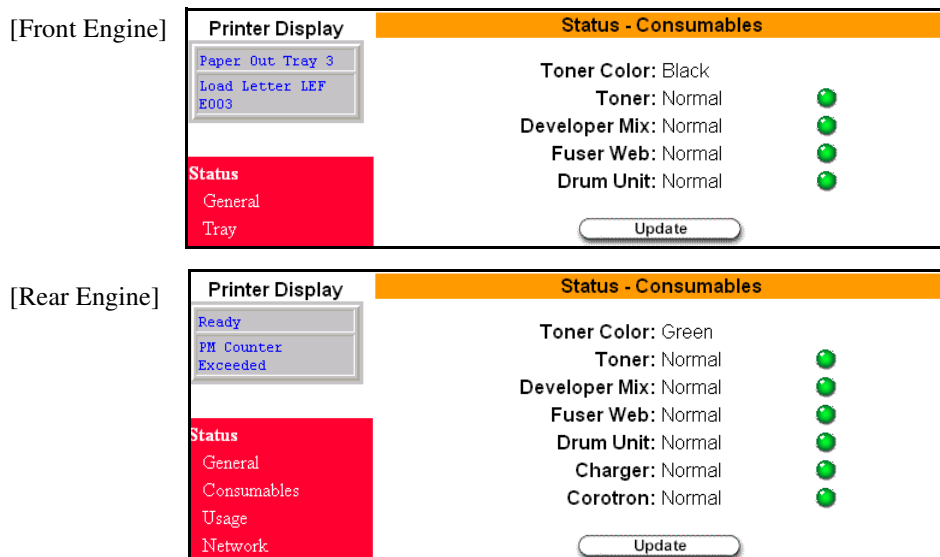 [Front Engine]
Printer Display
Paper Out Tray 3
Load Letter LEF
E003
Status
General
Tray
Status - Consumables
Toner Color: Black
Toner: Normal
Developer Mix: Normal
Fuser Web: Normal
Drum Unit: Normal
Update
[Rear Engine]
Printer Display
Ready
PM Counter
Exceeded
Status
General
Consumables
Usage
Network
Status - Consumables
Toner Color: Green
Toner: Normal
Developer Mix: Normal
Fuser Web: Normal
Drum Unit: Normal
Charger: Normal
Corotron: Normal
Update